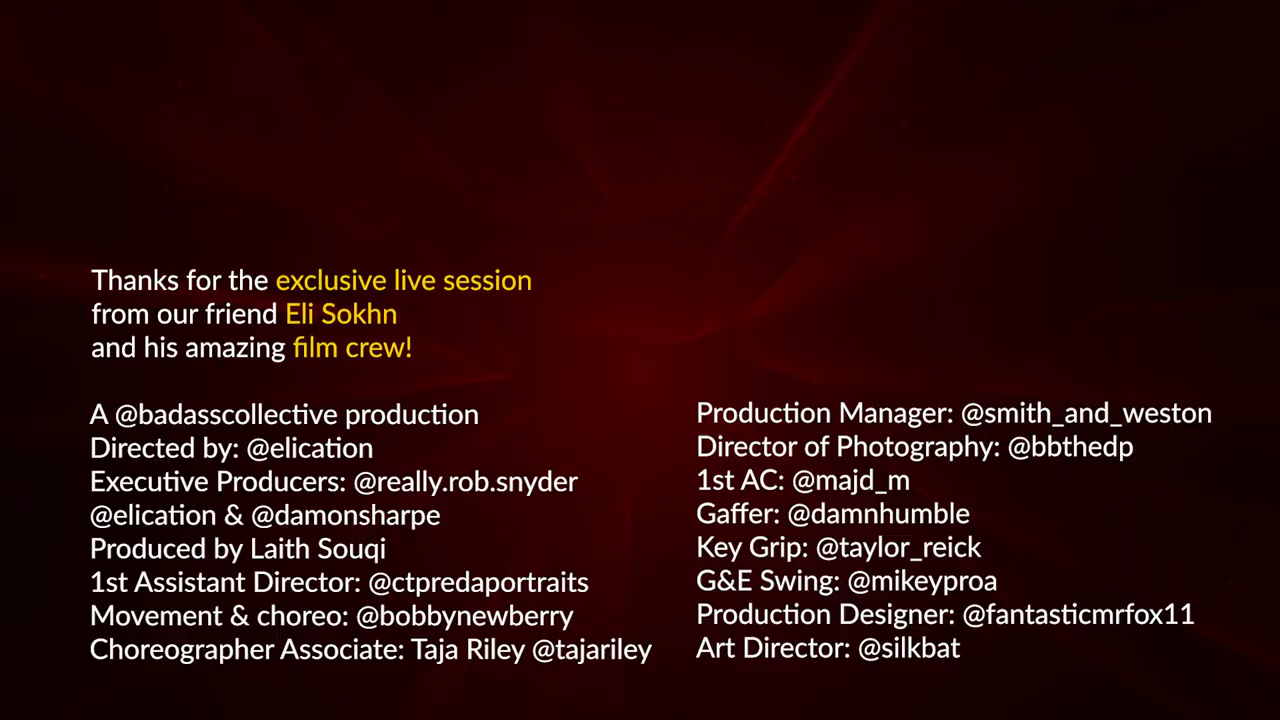 Thanks for the exclusive live session
from our friend Eli Sokhn
and his amazing film crew!
A @badasscollective production
Directed by: @elication
Executive Producers: @really.rob.snyder
@elication & @damonsharpe
Produced by Laith Souqi
1st Assistant Director: @ctpredaportraits
Movement & choreo: @bobbynewberry
Choreographer Associate: Taja Riley @tajariley
Production Manager: @smith_and_weston
Director of Photography: @bbthedp
1st AC: @majd_m
Gaffer: @damnhumble
Key Grip: @taylor_reick
G&E Swing: @mikeyproa
Production Designer: @fantasticmrfox11
Art Director: @silkbat